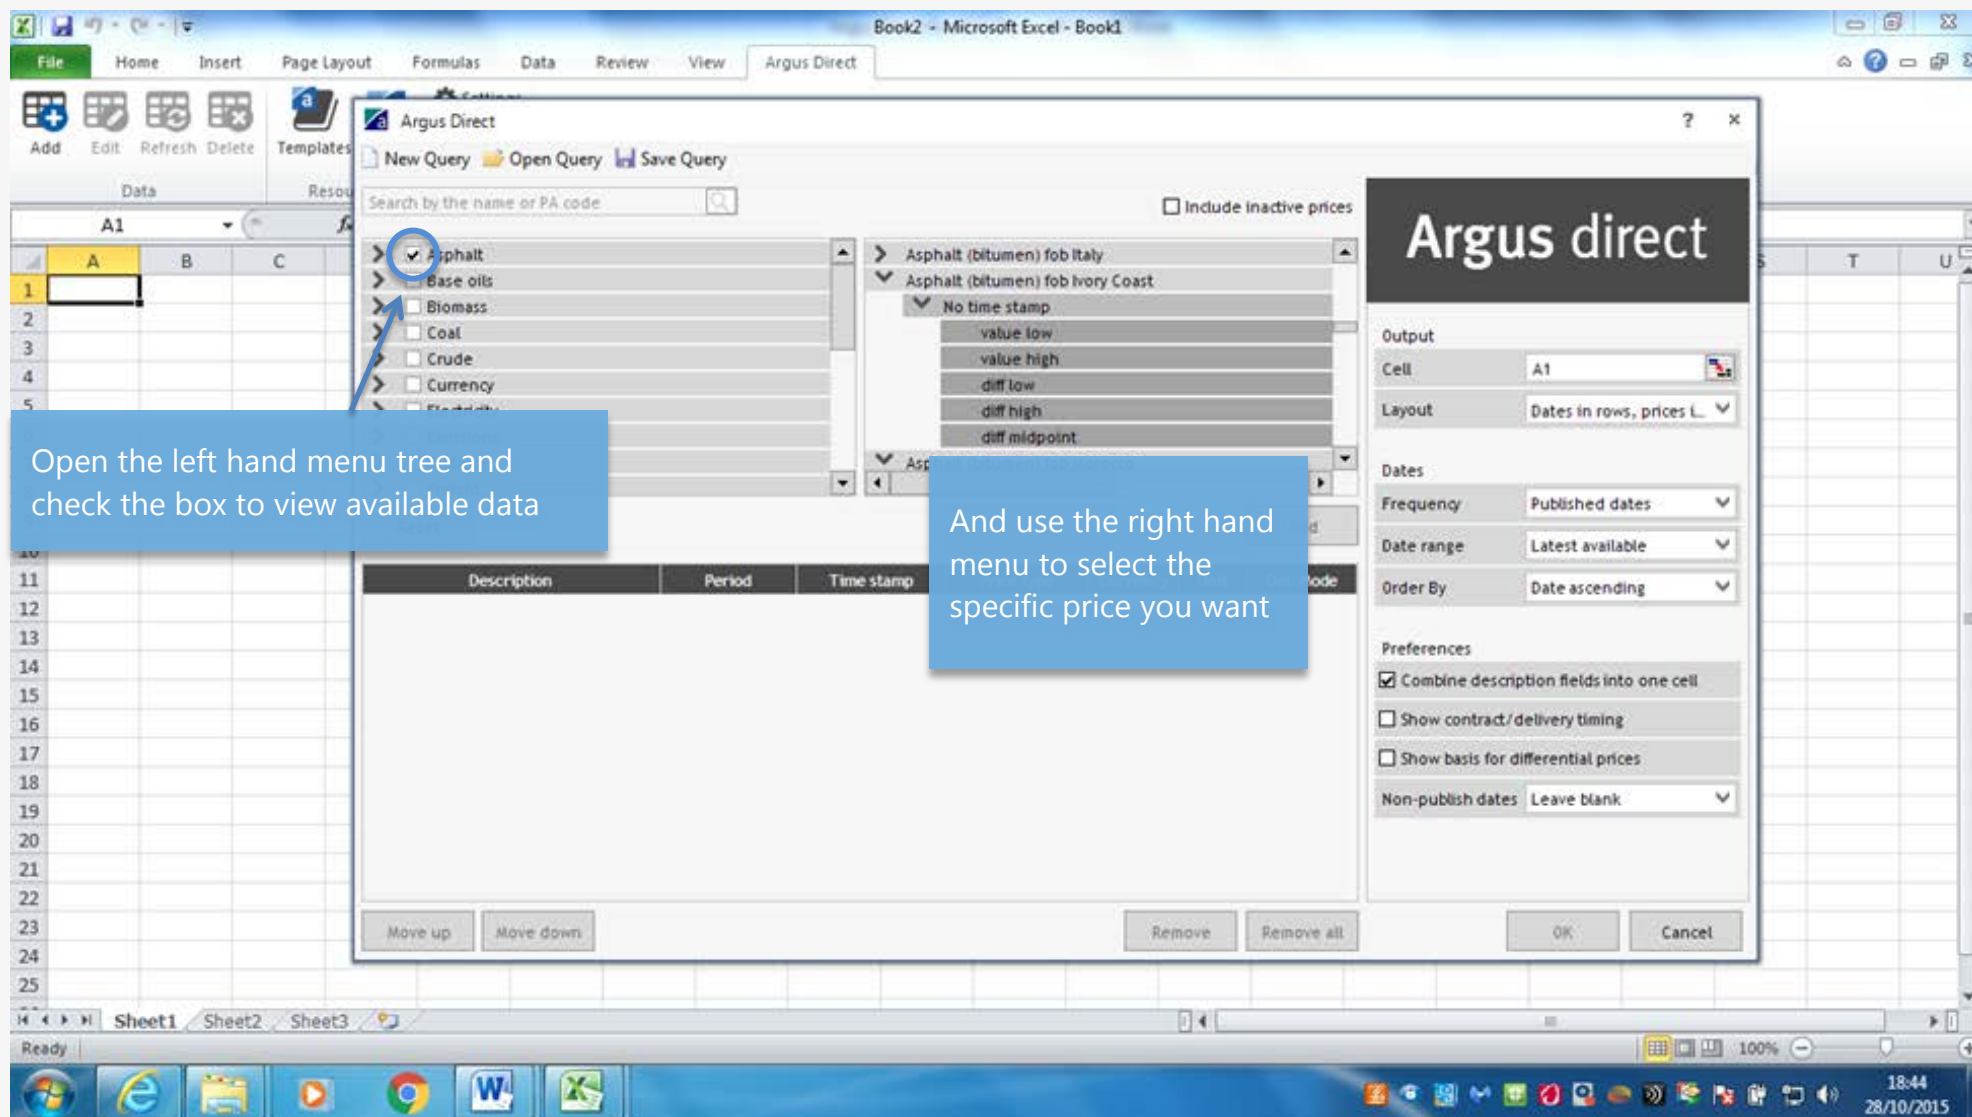 Book2 - Microsoft Excel - Book1
File Home Insert Page Layout Formulas Data Review View Argus Direct
Add Edit Refresh Delete Templates
Data
A1
A B C T U
1
2
3
4
5
10
11
12
13
14
15
16
17
18
19
20
21
22
23
24
25
Argus Direct ? ×
New Query Open Query Save Query
Search by the name or PA code
Include inactive prices
Asphalt
Base oils
Biomass
Coal
Crude
Currency
Asphalt (bitumen) fob Italy
Asphalt (bitumen) fob Ivory Coast
No time stamp
value low
value high
diff low
diff high
diff midpoint
Open the left hand menu tree and
check the box to view available data
And use the right hand
menu to select the
specific price you want
Description Period Time stamp
Move up Move down Remove Remove all
Argus direct
Output
Cell A1
Layout Dates in rows, prices i...
Dates
Frequency Published dates
Date range Latest available
Order By Date ascending
Preferences
Combine description fields into one cell
Show contract/delivery timing
Show basis for differential prices
Non-publish dates Leave blank
OK Cancel
Sheet1 Sheet2 Sheet3
Ready 100%
18:44
28/10/2015